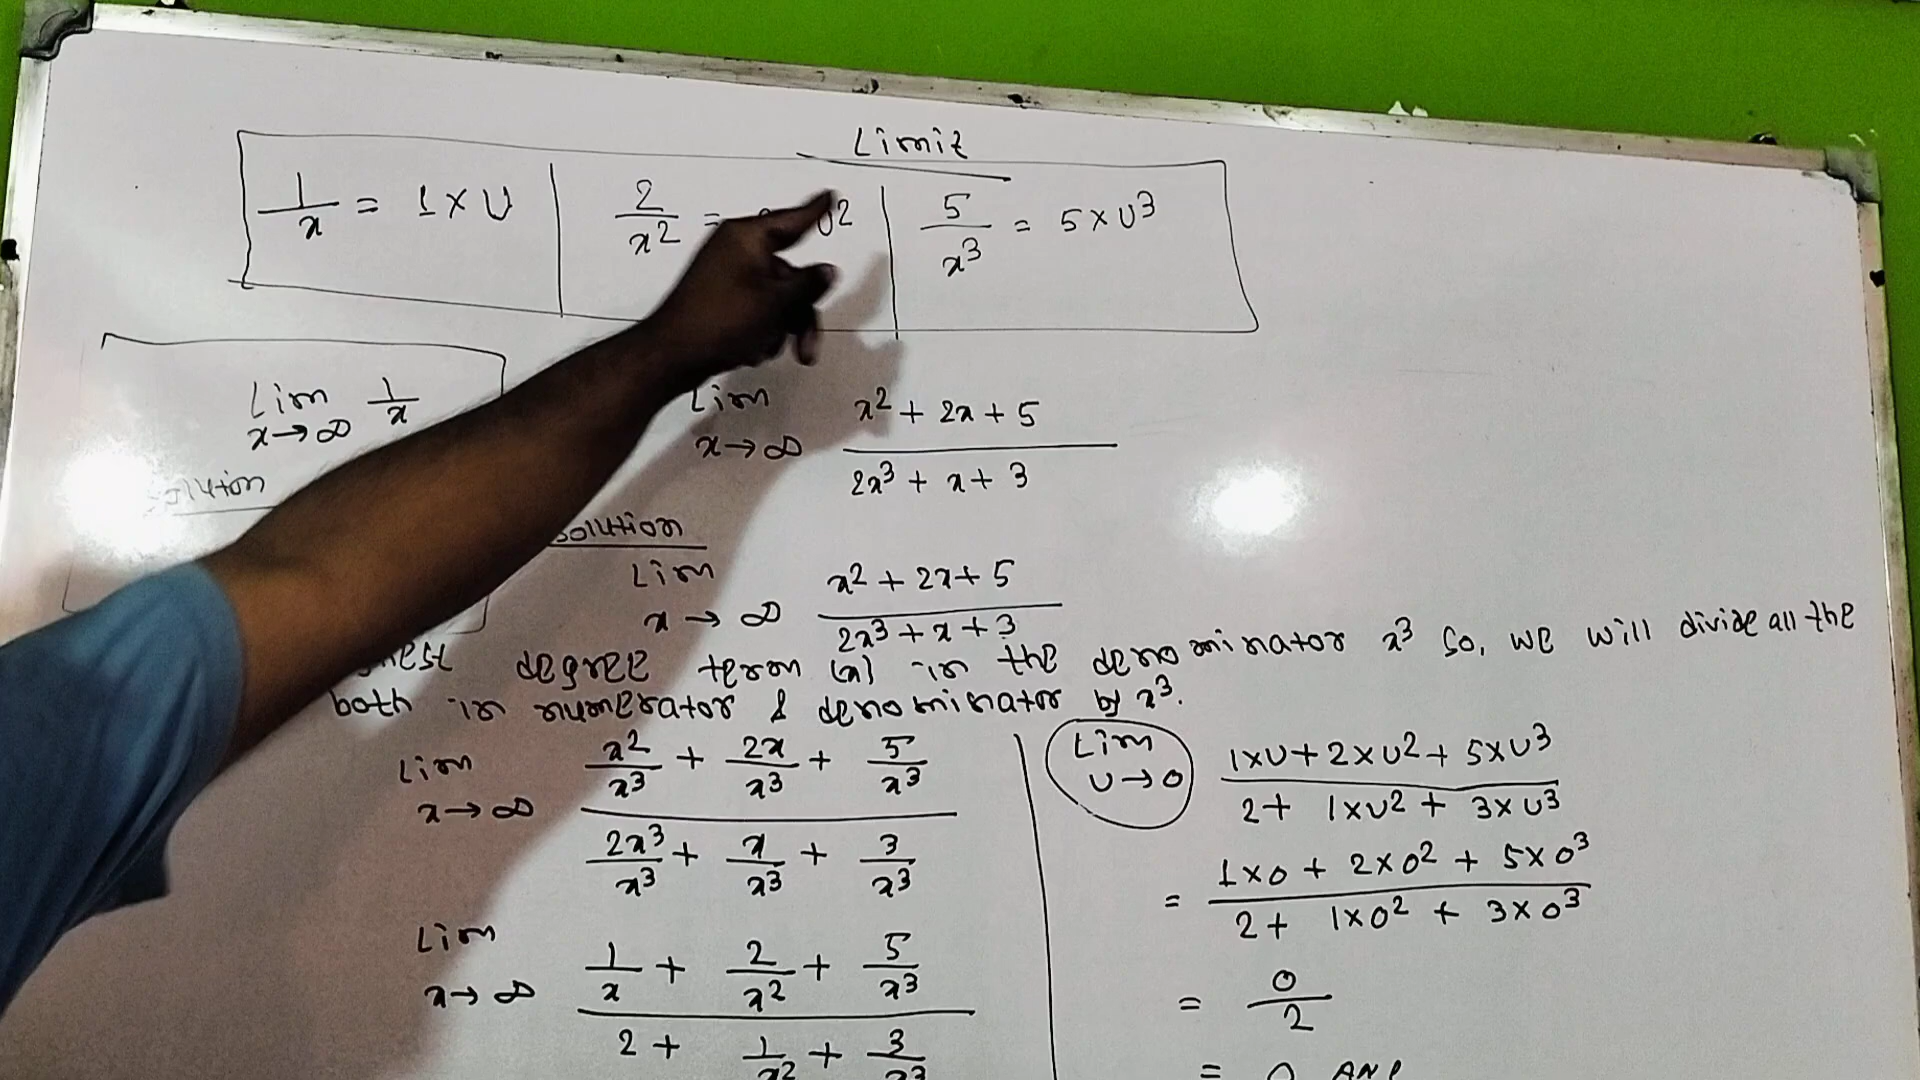 Limit
1/x = 1×U | 2/x² = U² | 5/x³ = 5×U³
Lim x→∞ 1/x
Lim x→∞ (x² + 2x + 5)/(2x³ + x + 3)
solution
Lim x→∞ (x² + 2x + 5)/(2x³ + x + 3)
degree term (x) in the denominator x³ so, we will divide all the
both in numerator & denominator by x³.
Lim x→∞ (x²/x³ + 2x/x³ + 5/x³)/(2x³/x³ + x/x³ + 3/x³)
Lim x→∞ (1/x + 2/x² + 5/x³)/(2 + 1/x² + 3/x³)
Lim U→0 (1×U + 2×U² + 5×U³)/(2 + 1×U² + 3×U³)
= (1×0 + 2×0² + 5×0³)/(2 + 1×0² + 3×0³)
= 0/2
= 0